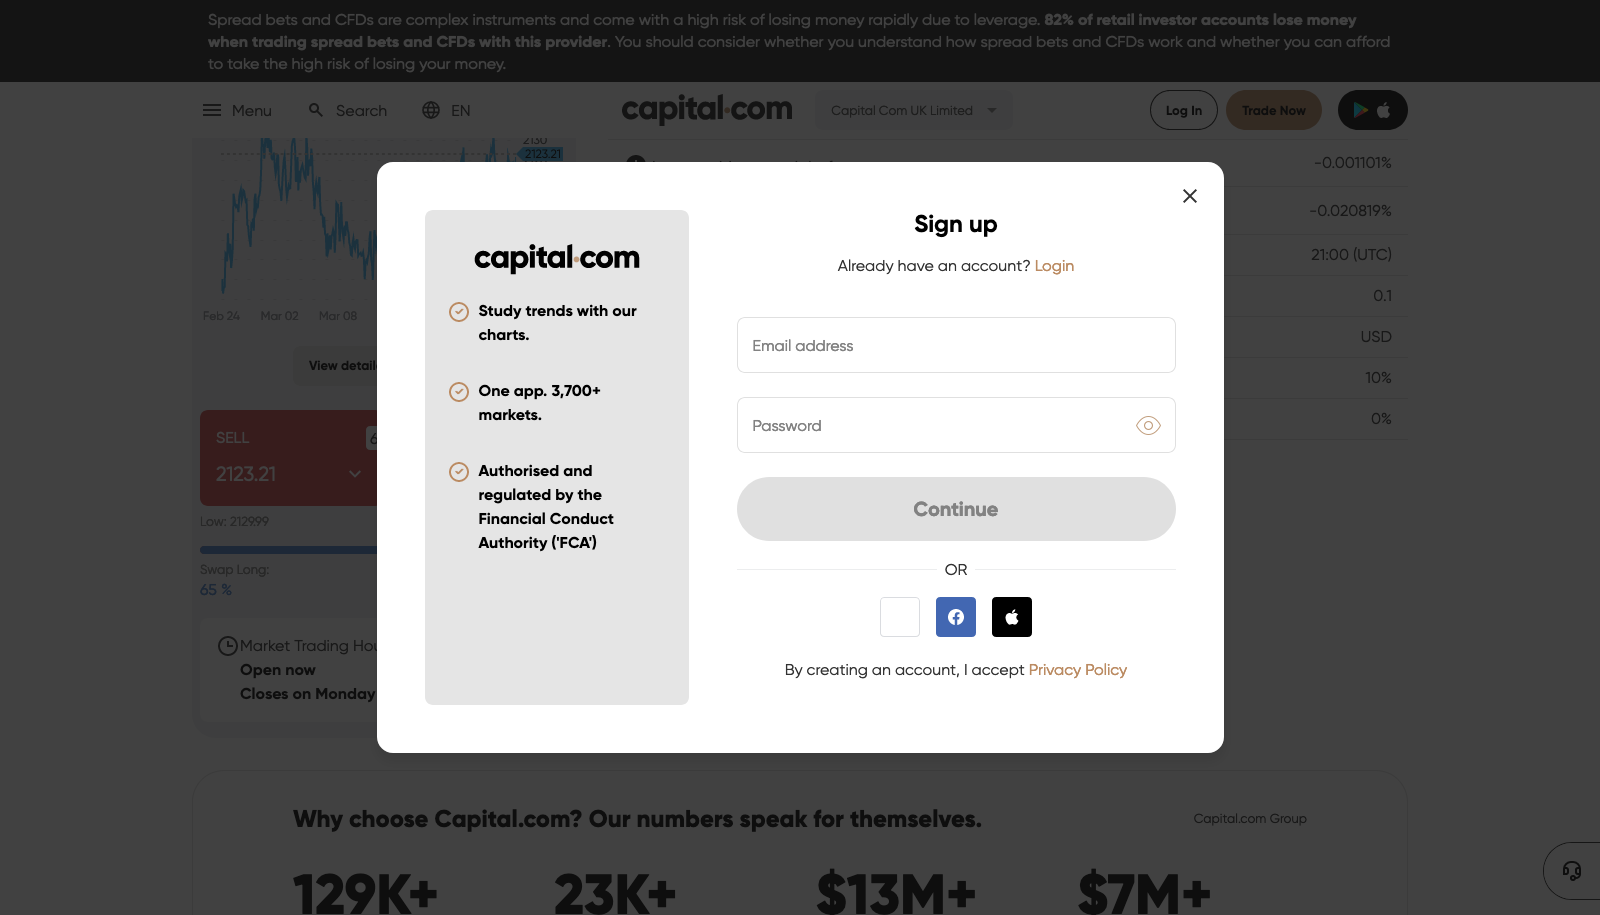 Spread bets and CFDs are complex instruments and come with a high risk of losing money rapidly due to leverage. 82% of retail investor accounts lose money
when trading spread bets and CFDs with this provider. You should consider whether you understand how spread bets and CFDs work and whether you can afford
to take the high risk of losing your money.
Menu
Search
EN
capital.com
Capital Com UK Limited
Log In
Trade Now
2130
2123.21
Feb 24
Mar 02
Mar 08
-0.001101%
-0.020819%
21:00 (UTC)
0.1
USD
10%
0%
SELL
2123.21
Low: 2129.99
Swap Long:
65 %
Market Trading
Open now
Closes on Monday
capital.com
Study trends with our
charts.
One app. 3,700+
markets.
Authorised and
regulated by the
Financial Conduct
Authority ('FCA')
Sign up
Already have an account? Login
Email address
Password
Continue
OR
By creating an account, I accept Privacy Policy
Why choose Capital.com? Our numbers speak for themselves.
Capital.com Group
129K+
23K+
$13M+
$7M+